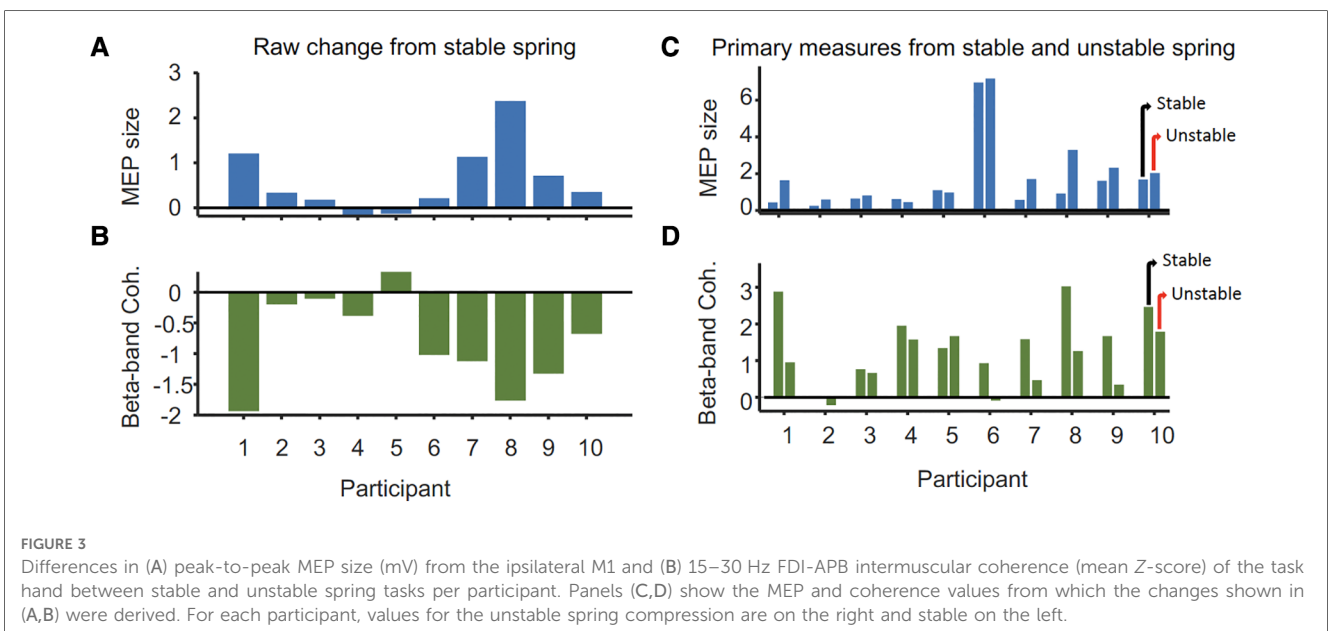 A
Raw change from stable spring
MEP size
3
2
1
0
B
Beta-band Coh.
0
-0.5
-1
-1.5
-2
1 2 3 4 5 6 7 8 9 10
Participant
C
Primary measures from stable and unstable spring
MEP size
6
4
2
0
Stable
Unstable
D
Beta-band Coh.
3
2
1
0
Stable
Unstable
1 2 3 4 5 6 7 8 9 10
Participant
FIGURE 3
Differences in (A) peak-to-peak MEP size (mV) from the ipsilateral M1 and (B) 15–30 Hz FDI-APB intermuscular coherence (mean Z-score) of the task
hand between stable and unstable spring tasks per participant. Panels (C,D) show the MEP and coherence values from which the changes shown in
(A,B) were derived. For each participant, values for the unstable spring compression are on the right and stable on the left.